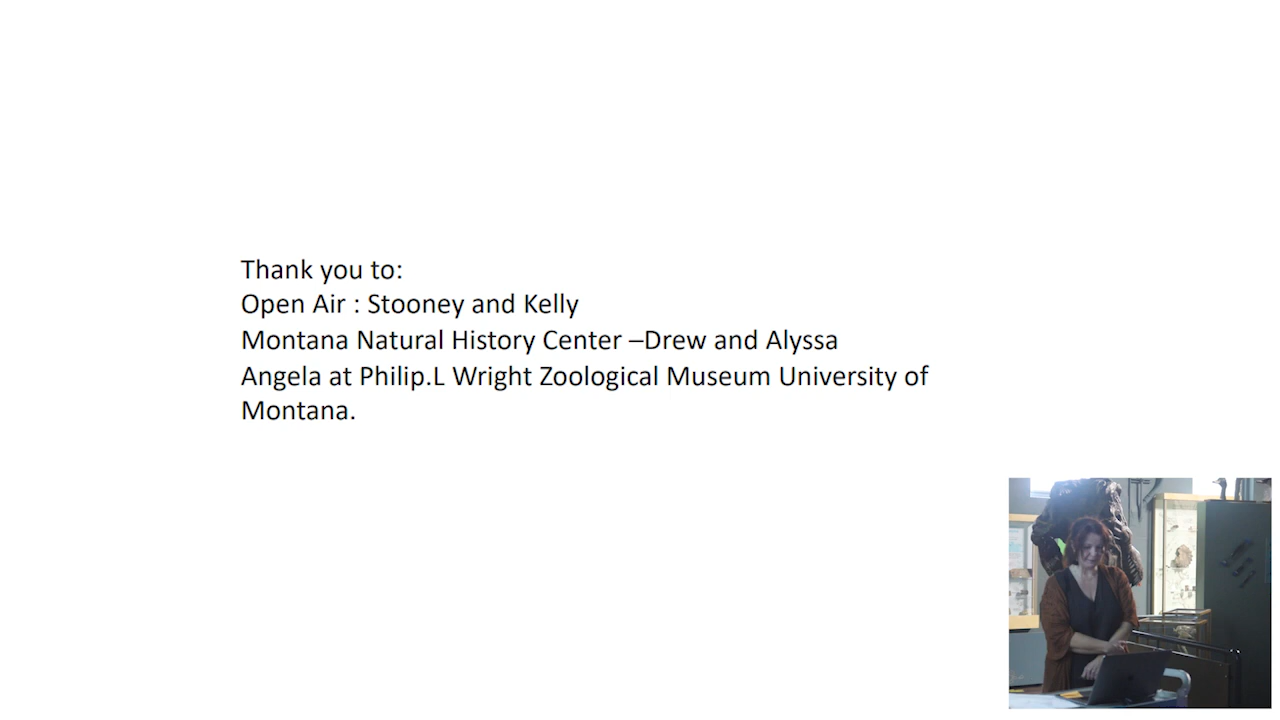 Thank you to:
Open Air : Stooney and Kelly
Montana Natural History Center –Drew and Alyssa
Angela at Philip.L Wright Zoological Museum University of
Montana.